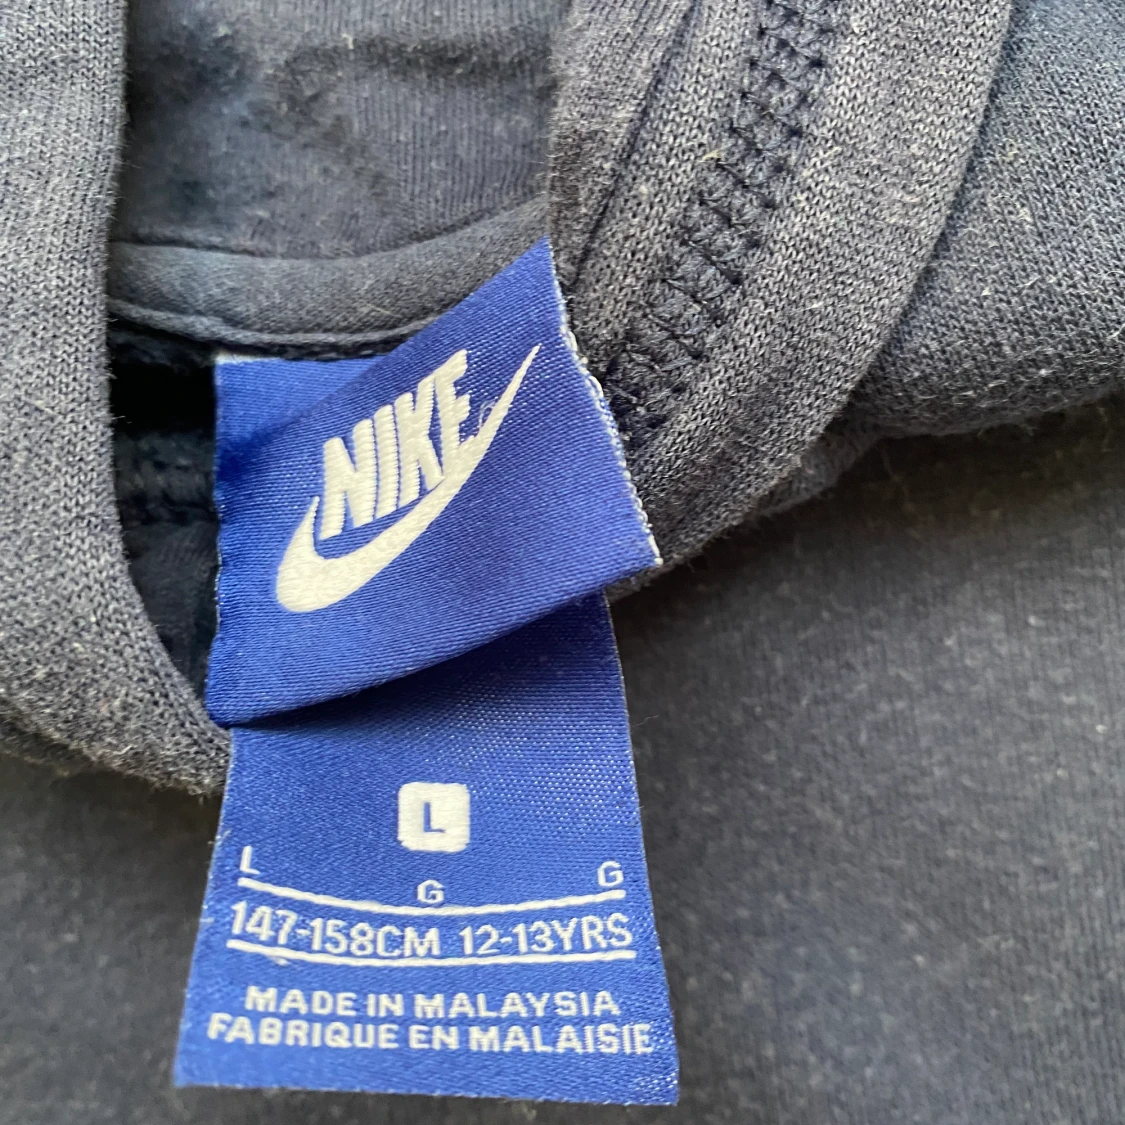 NIKE
L
L G G
147-158CM 12-13YRS
MADE IN MALAYSIA
FABRIQUE EN MALAISIE